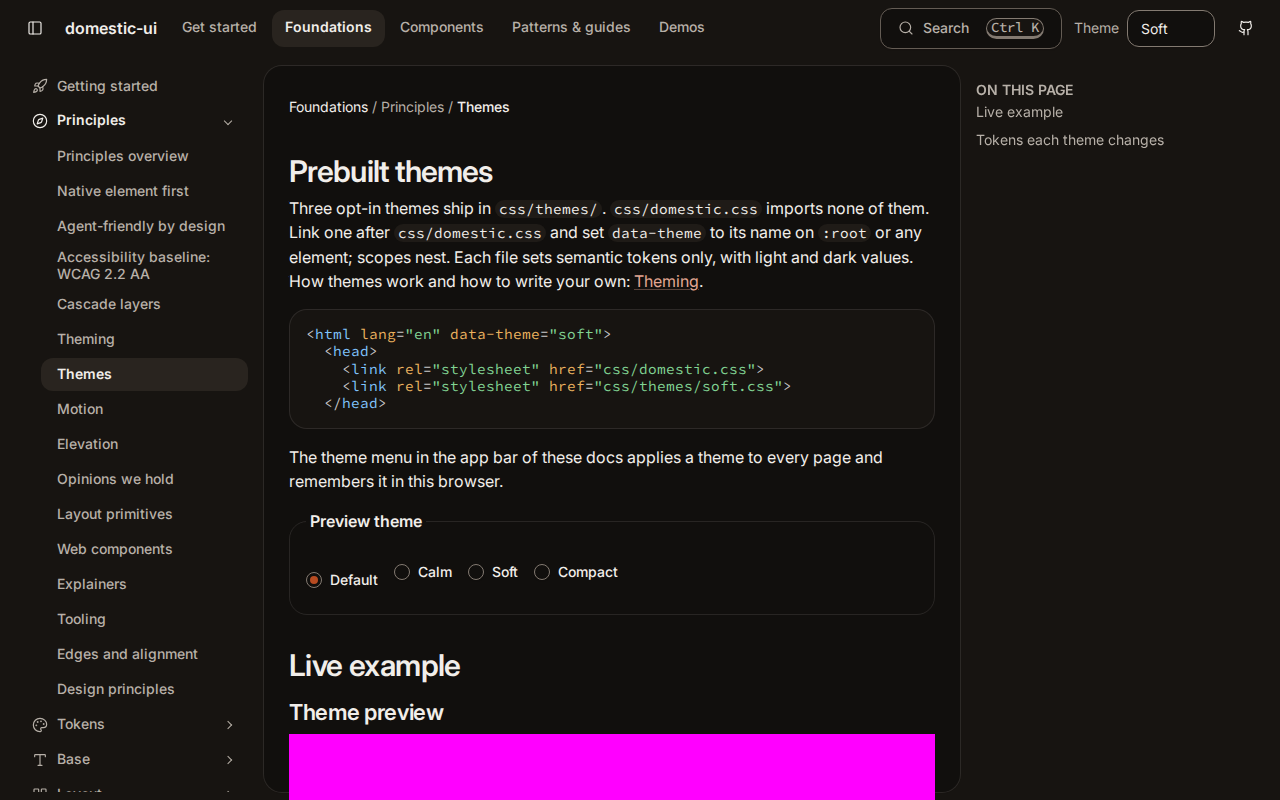 domestic-ui
Get started
Foundations
Components
Patterns & guides
Demos
Search
Ctrl K
Theme
Soft
Getting started
Principles
Principles overview
Native element first
Agent-friendly by design
Accessibility baseline:
WCAG 2.2 AA
Cascade layers
Theming
Themes
Motion
Elevation
Opinions we hold
Layout primitives
Web components
Explainers
Tooling
Edges and alignment
Design principles
Tokens
Base
Foundations / Principles / Themes
Prebuilt themes
Three opt-in themes ship in css/themes/. css/domestic.css imports none of them.
Link one after css/domestic.css and set data-theme to its name on :root or any
element; scopes nest. Each file sets semantic tokens only, with light and dark values.
How themes work and how to write your own: Theming.
<html lang="en" data-theme="soft">
  <head>
    <link rel="stylesheet" href="css/domestic.css">
    <link rel="stylesheet" href="css/themes/soft.css">
  </head>
The theme menu in the app bar of these docs applies a theme to every page and
remembers it in this browser.
Preview theme
Default
Calm
Soft
Compact
Live example
Theme preview
ON THIS PAGE
Live example
Tokens each theme changes